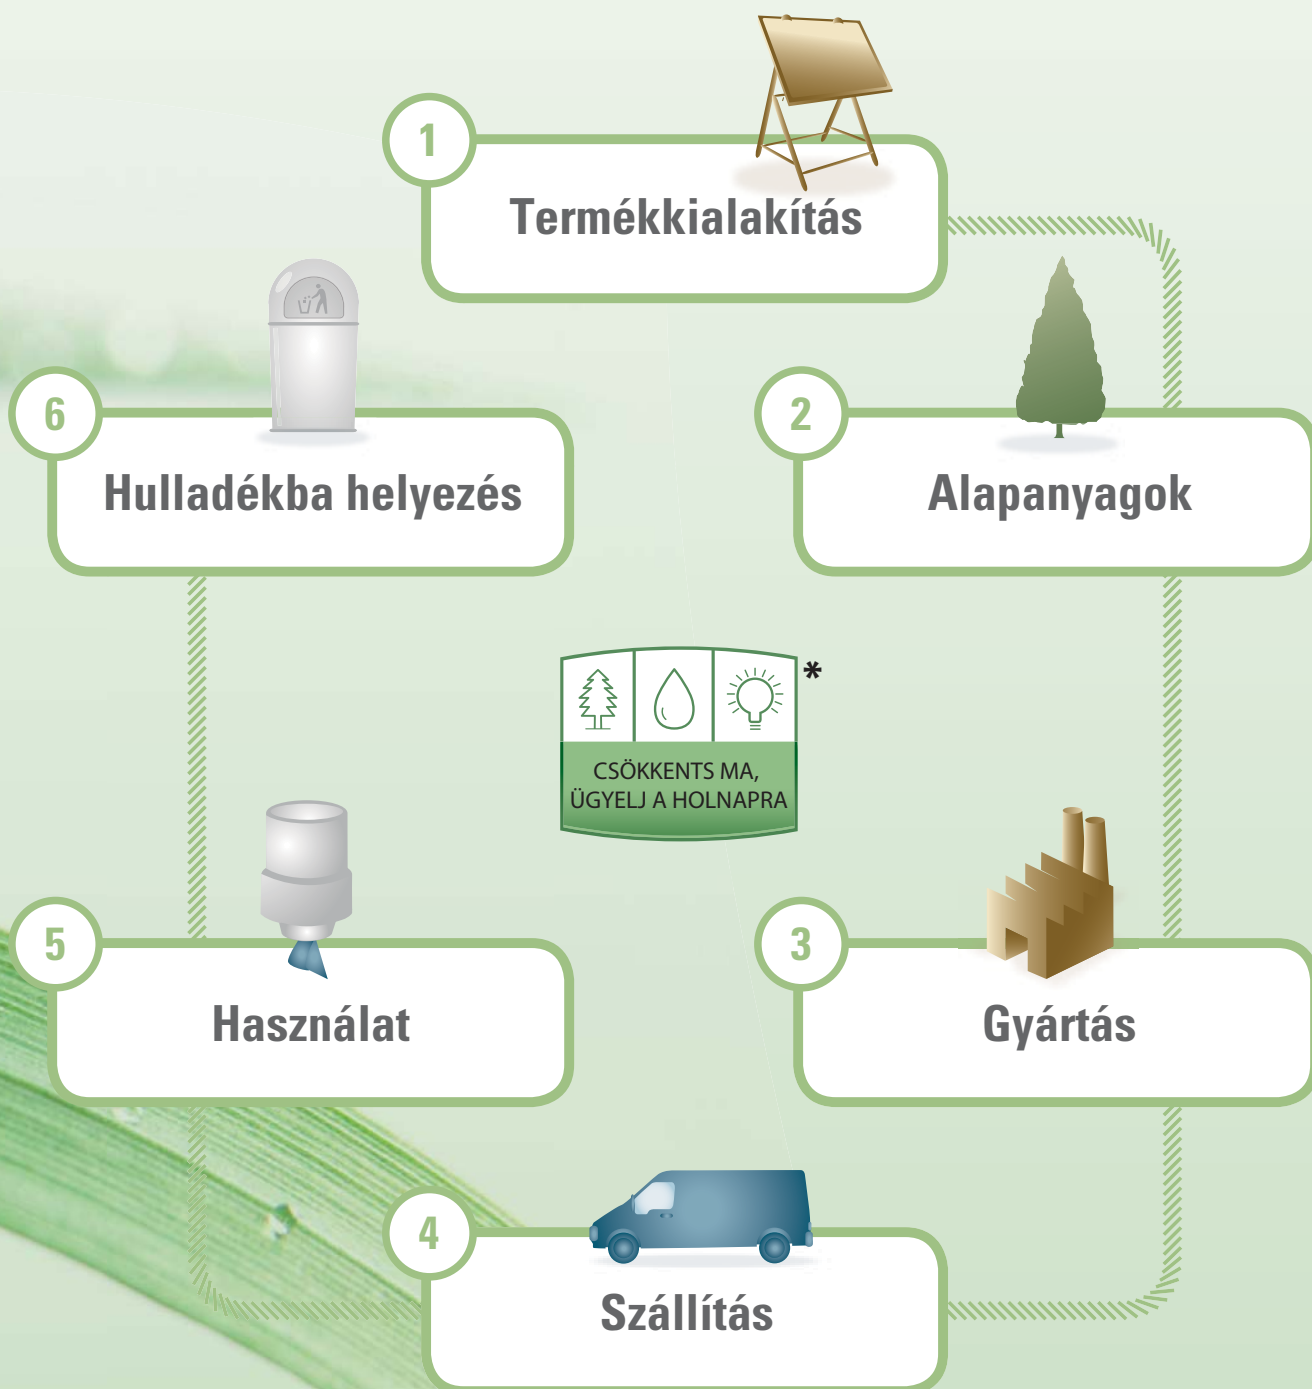 1
Termékkialakítás
2
Alapanyagok
3
Gyártás
4
Szállítás
5
Használat
6
Hulladékba helyezés
*
CSÖKKENTS MA,
ÜGYELJ A HOLNAPRA